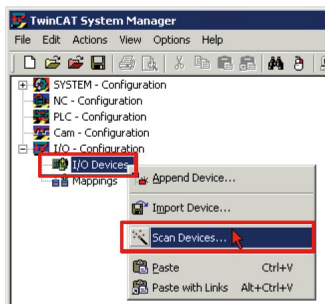 TwinCAT System Manager
File Edit Actions View Options Help
SYSTEM - Configuration
NC - Configuration
PLC - Configuration
Cam - Configuration
I/O - Configuration
I/O Devices
Mappings
Append Device...
Import Device...
Scan Devices...
Paste Ctrl+V
Paste with Links Alt+Ctrl+V